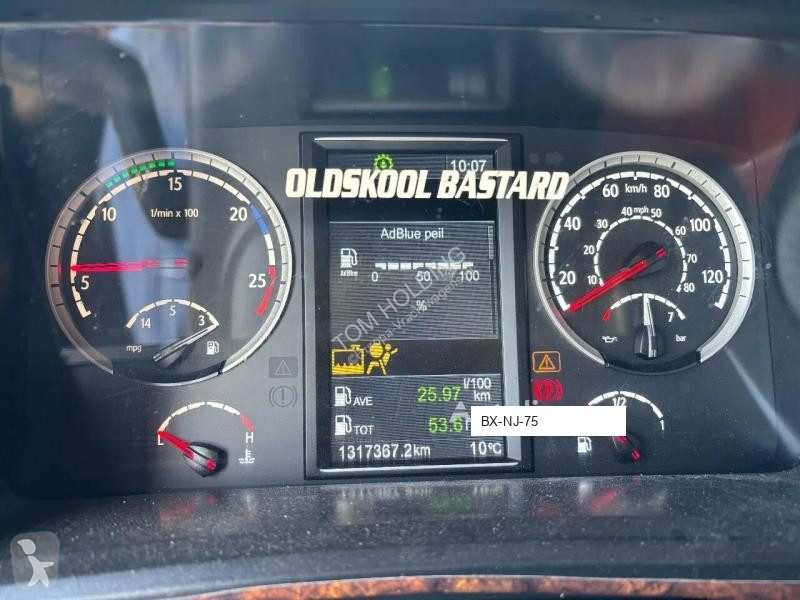 10:07
OLDSKOOL BASTARD
AdBlue peil
AdBlue
0 50 100
%
TOM HOLDING
AVE 25.97 l/100 km
TOT 53.6
BX-NJ-75
1317367.2km 10°C
5 10 15 20 25
1/min x 100
14 5 3
mpg
L H
20 40 60 80 100 120
km/h
10 20 30 40 50 60 70 80
mph
7
bar
1/2 1